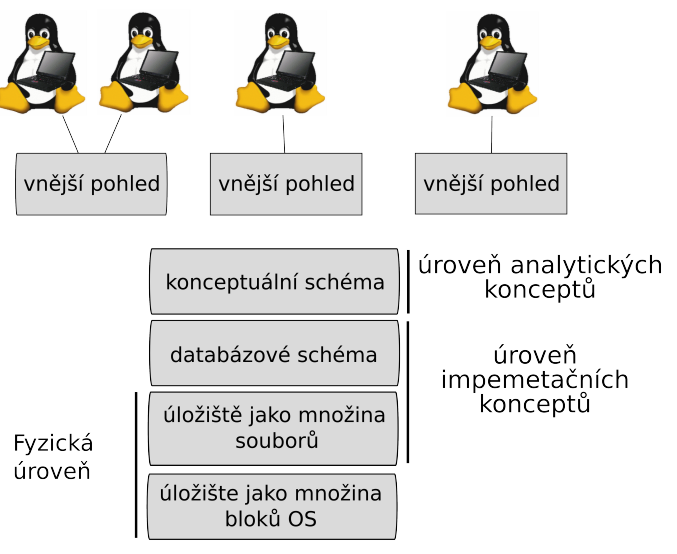 vnější pohled
vnější pohled
vnější pohled
konceptuální schéma
úroveň analytických
konceptů
databázové schéma
úroveň
impemetačních
konceptů
úložiště jako množina
souborů
Fyzická
úroveň
úložište jako množina
bloků OS